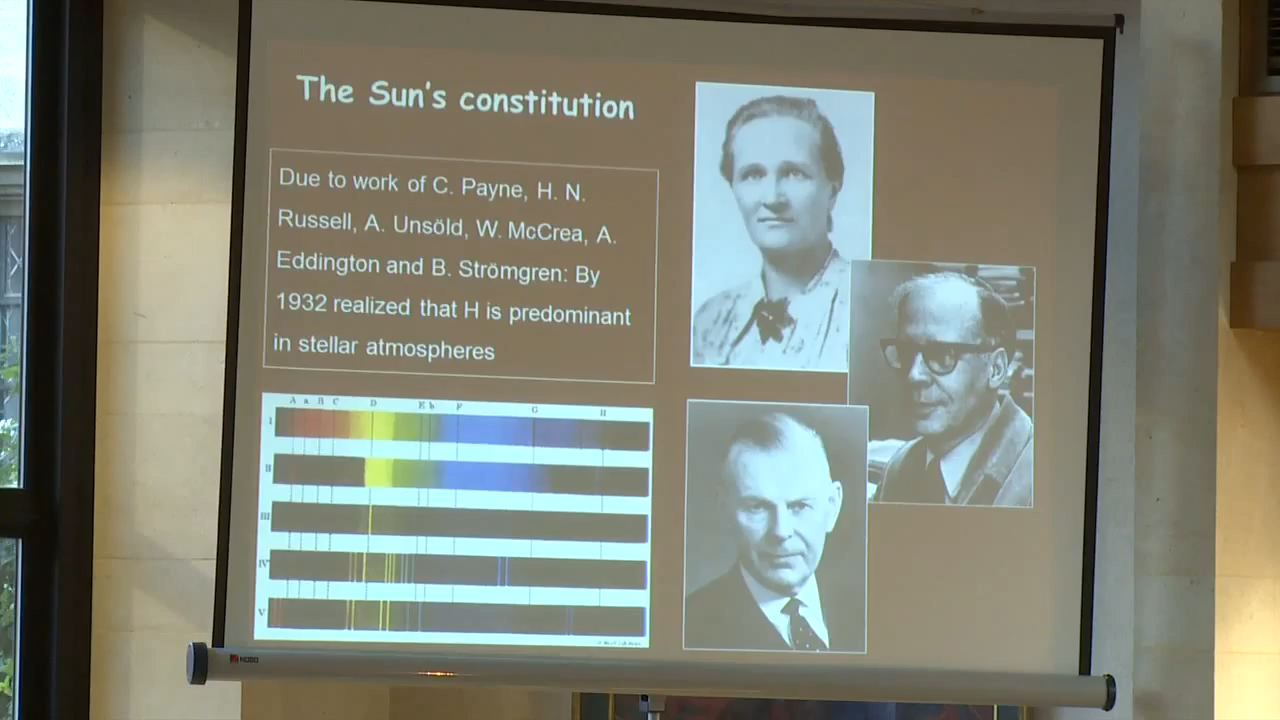 The Sun's constitution
Due to work of C. Payne, H. N.
Russell, A. Unsöld, W. McCrea, A.
Eddington and B. Strömgren: By
1932 realized that H is predominant
in stellar atmospheres
A a B C D E b F G H
I
II
III
IV
V
NOBO